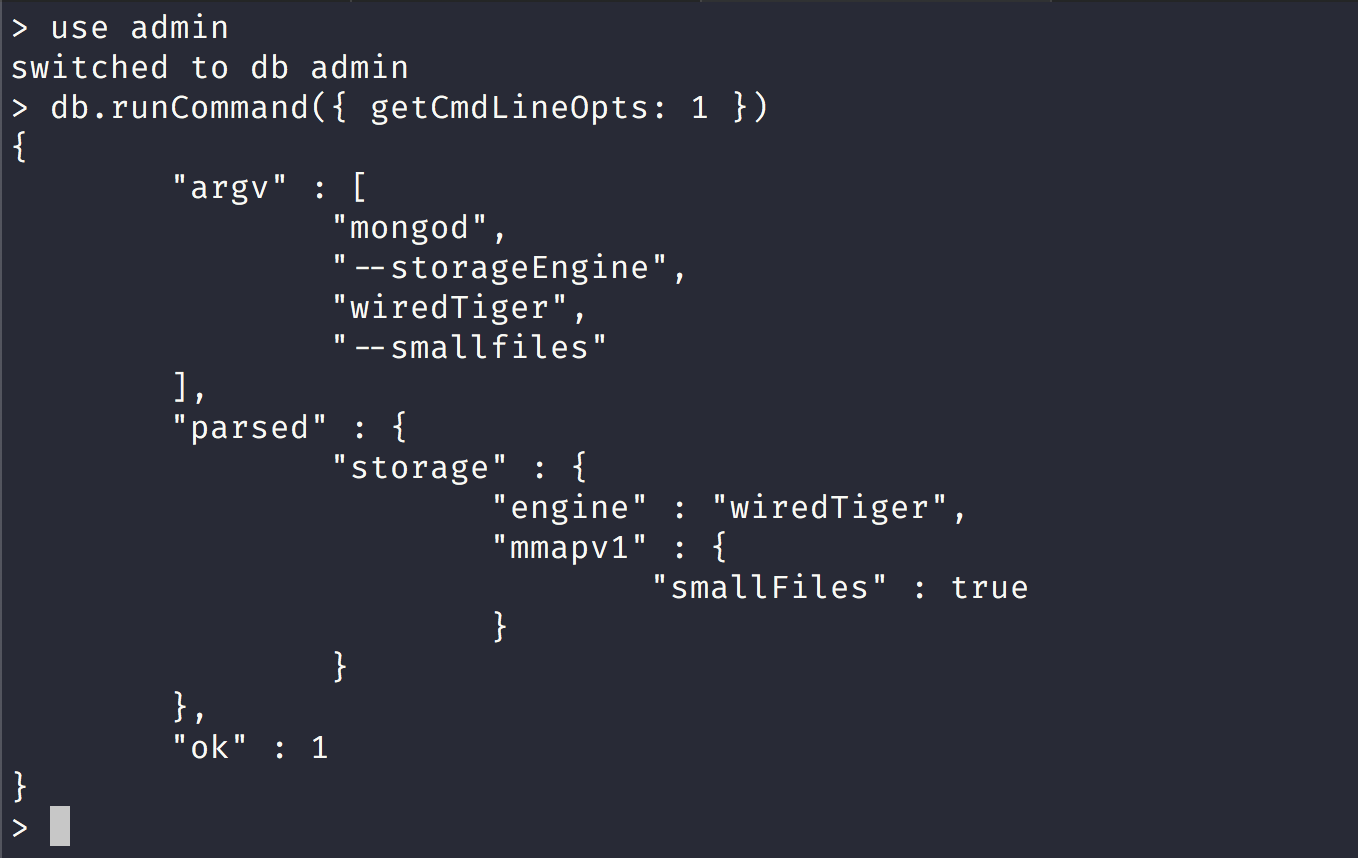 > use admin
switched to db admin
> db.runCommand({ getCmdLineOpts: 1 })
{
        "argv" : [
                "mongod",
                "--storageEngine",
                "wiredTiger",
                "--smallfiles"
        ],
        "parsed" : {
                "storage" : {
                        "engine" : "wiredTiger",
                        "mmapv1" : {
                                "smallFiles" : true
                        }
                }
        },
        "ok" : 1
}
>